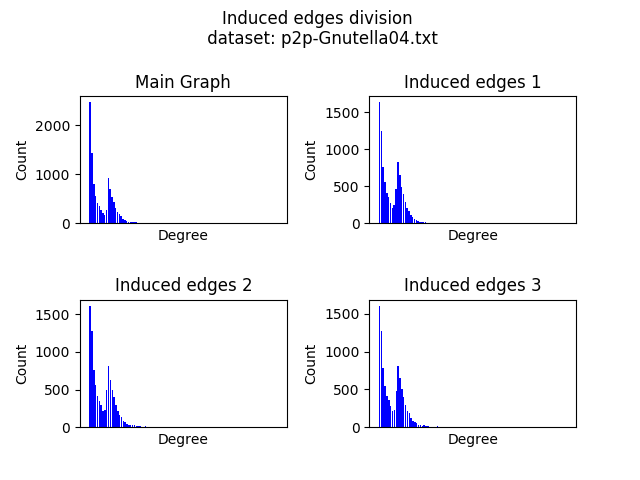 Induced edges division
dataset: p2p-Gnutella04.txt
Main Graph
Count
2000
1000
0
Degree
Induced edges 1
Count
1500
1000
500
0
Degree
Induced edges 2
Count
1500
1000
500
0
Degree
Induced edges 3
Count
1500
1000
500
0
Degree